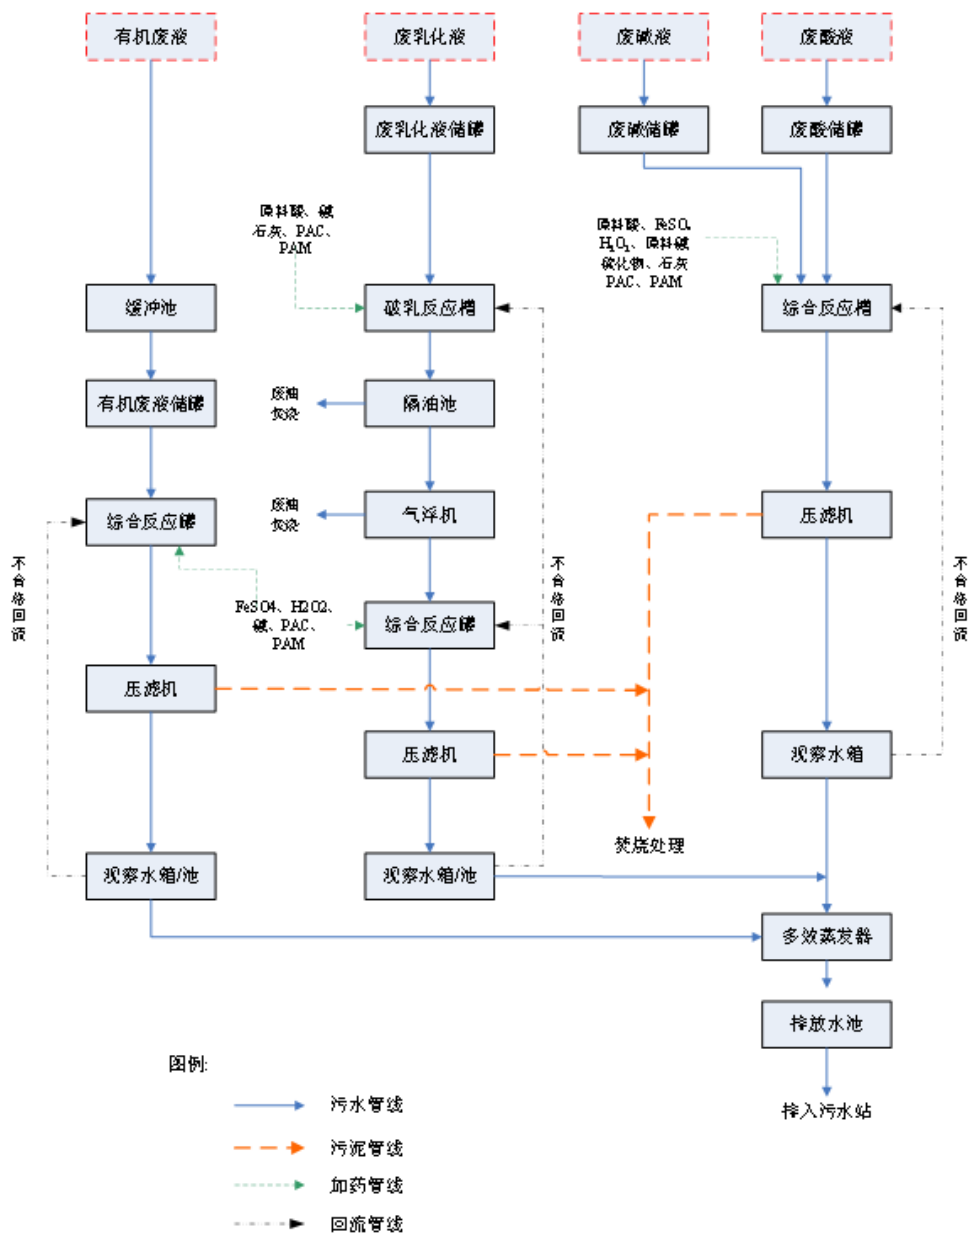 有机废液
废乳化液
废碱液
废酸液
废乳化液储罐
废碱储罐
废酸储罐
原料酸、碱
石灰、PAC、
PAM
原料酸、FeSO₄
H₂O₂、原料碱
硫化物、石灰
PAC、PAM
缓冲池
破乳反应槽
综合反应槽
有机废液储罐
废油
焚烧
隔油池
综合反应罐
废油
焚烧
气浮机
压滤机
不合格回流
不合格回流
不合格回流
FeSO4、H2O2、
碱、PAC、
PAM
综合反应罐
压滤机
压滤机
观察水箱
焚烧处理
观察水箱/池
观察水箱/池
多效蒸发器
排放水池
排入污水站
图例:
污水管线
污泥管线
加药管线
回流管线